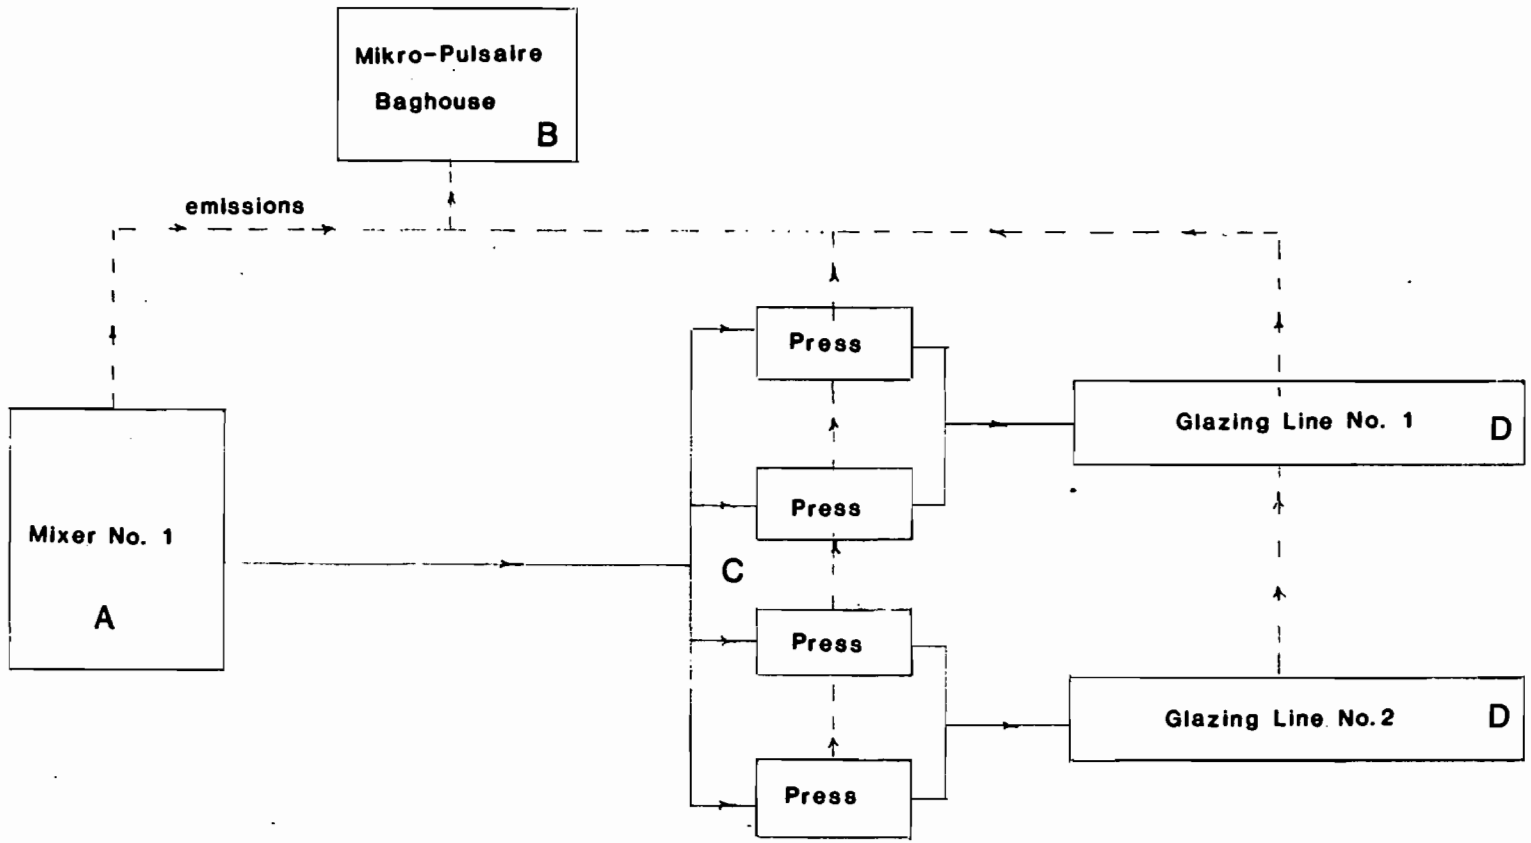 Mikro-Pulsaire
Baghouse
B
emissions
Press
Glazing Line No. 1
D
Press
Mixer No. 1
C
A
Press
Glazing Line No. 2
D
Press